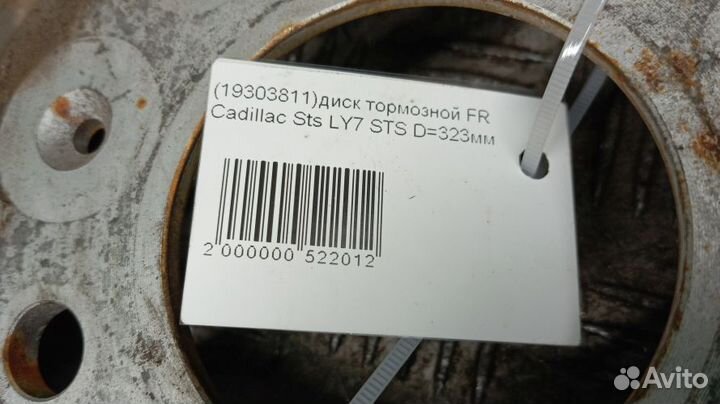 (19303811)диск тормозной FR
Cadillac Sts LY7 STS D=323мм
2 000000 522012
Avito